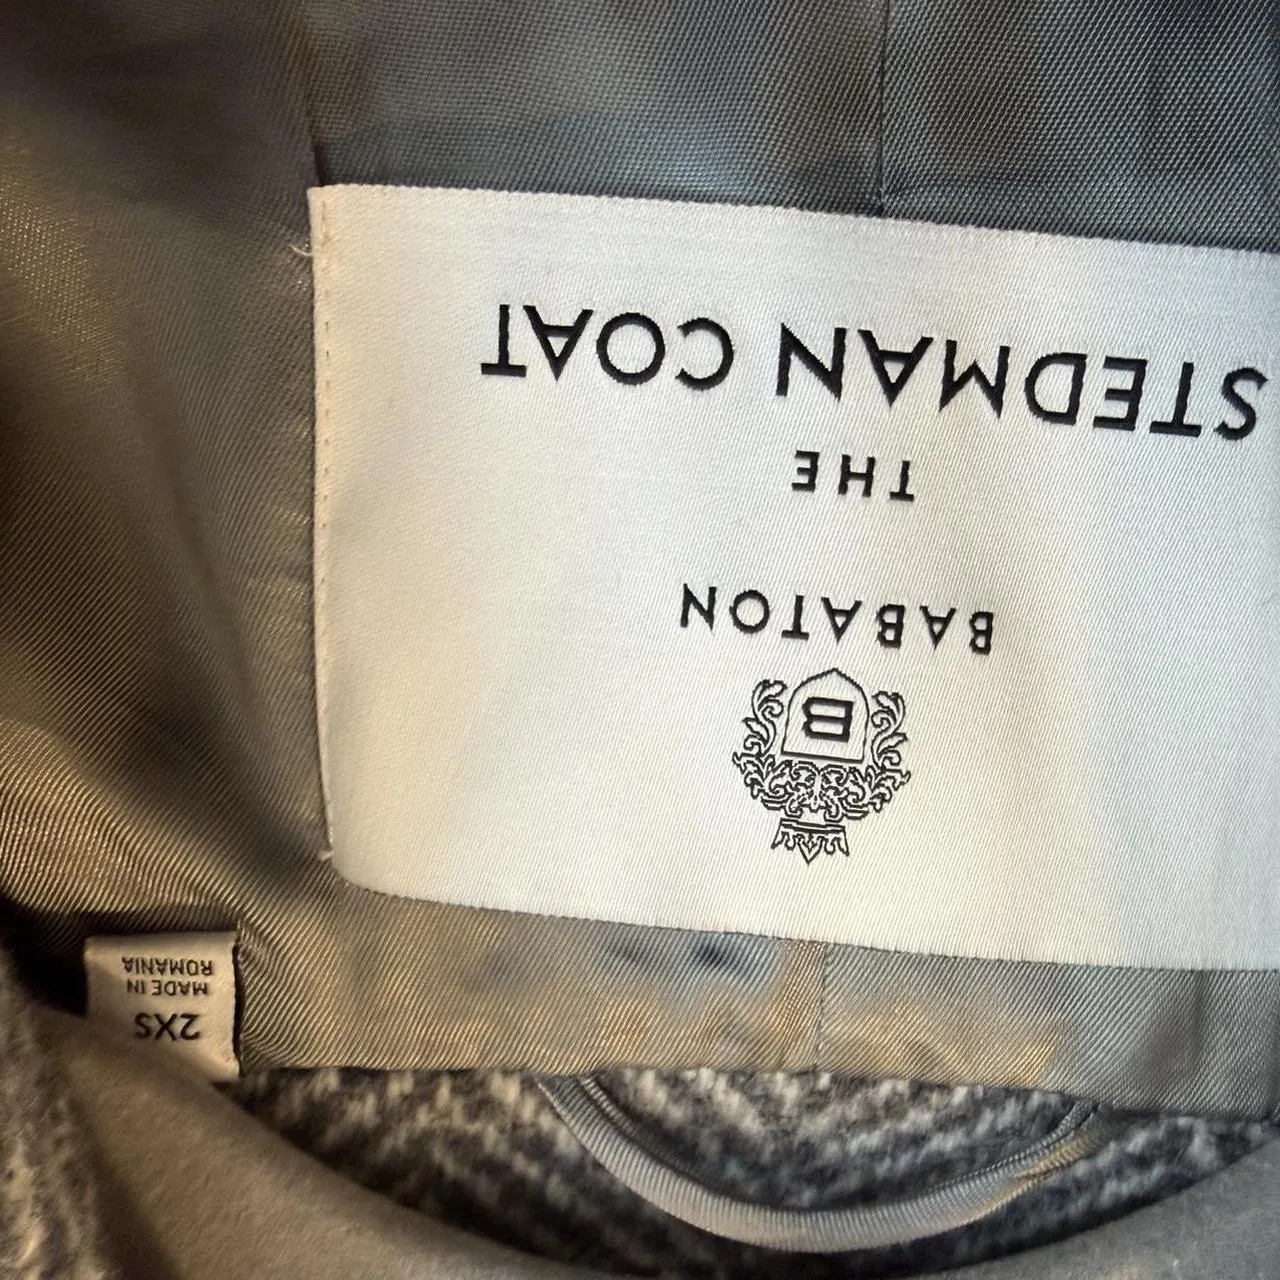 B
BABATON
THE
STEDMAN COAT
2XS
MADE IN
ROMANIA